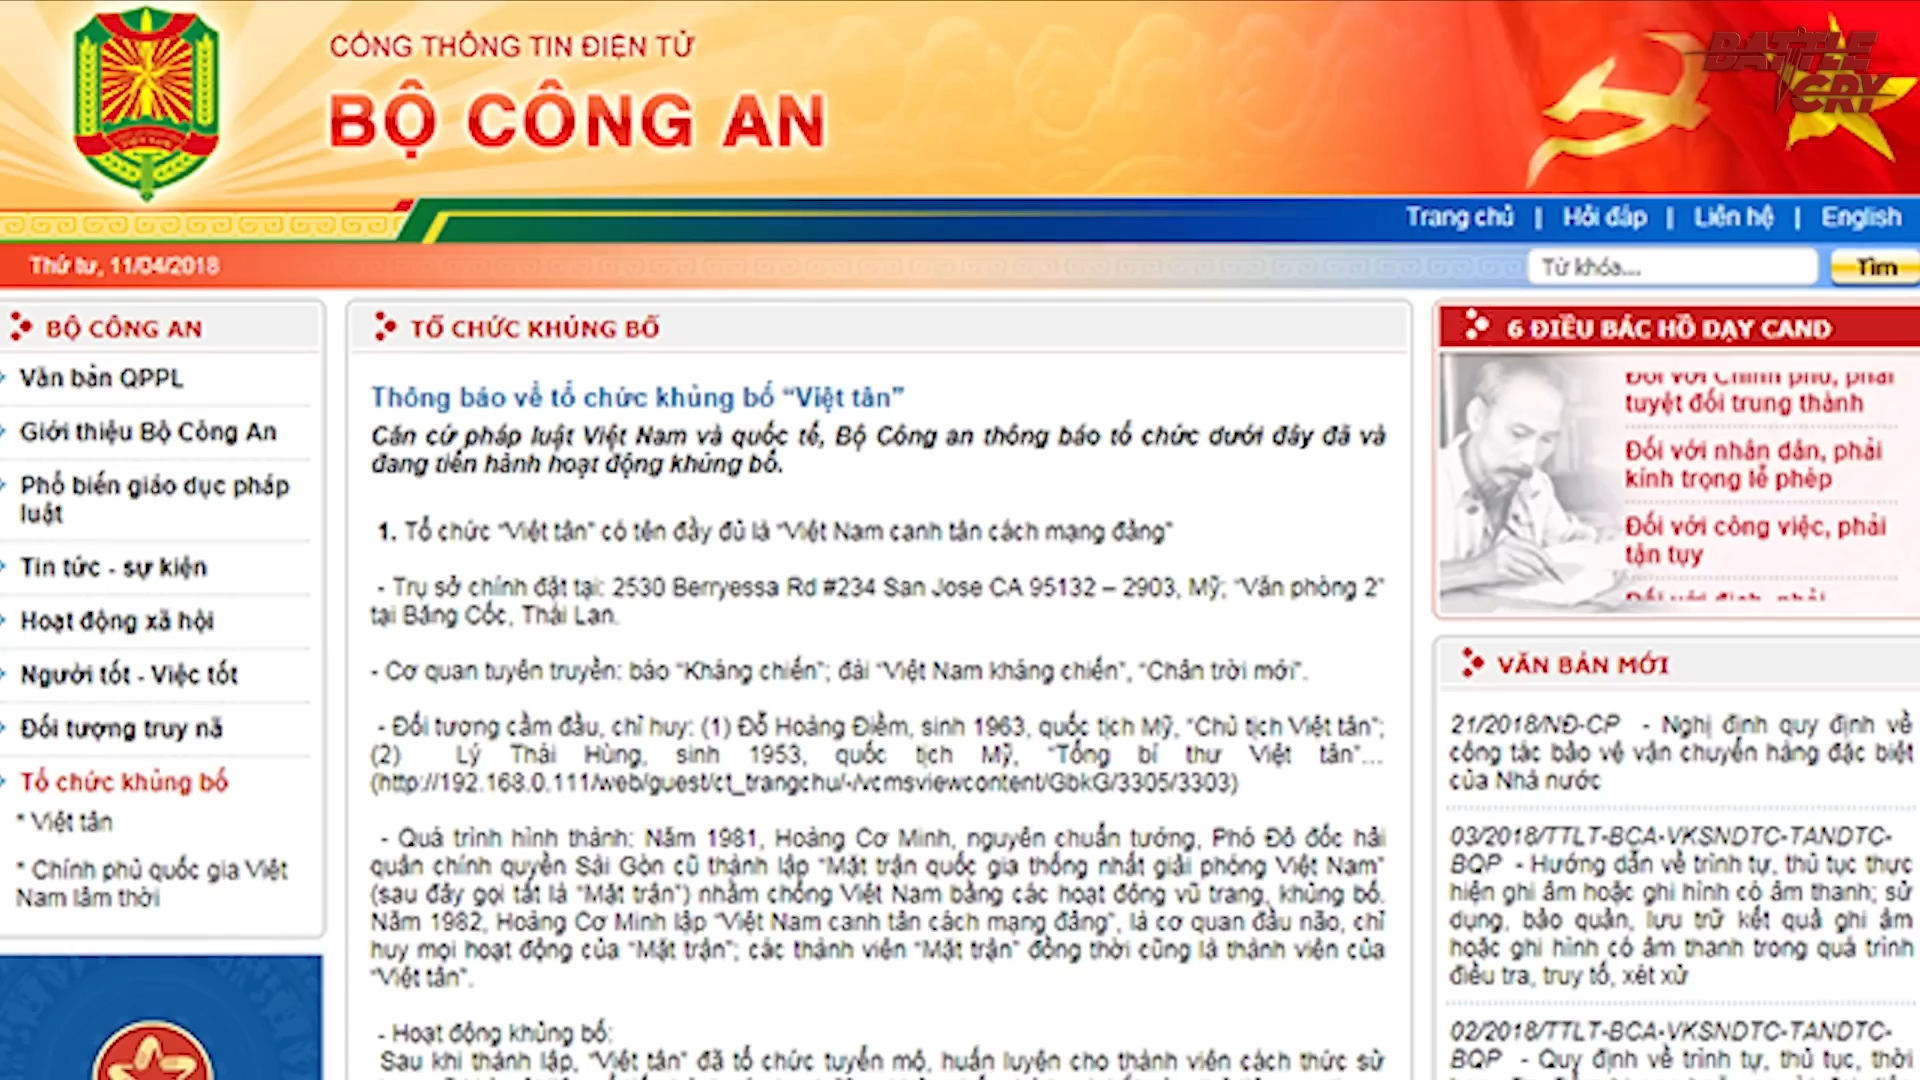 CỔNG THÔNG TIN ĐIỆN TỬ
BỘ CÔNG AN
BATTLE
CRY
Trang chủ | Hỏi đáp | Liên hệ | English
Thứ tư, 11/04/2018
Từ khóa...
Tìm
BỘ CÔNG AN
Văn bản QPPL
Giới thiệu Bộ Công An
Phổ biến giáo dục pháp
luật
Tin tức - sự kiện
Hoạt động xã hội
Người tốt - Việc tốt
Đối tượng truy nã
Tổ chức khủng bố
* Việt tân
* Chính phủ quốc gia Việt
Nam lâm thời
TỔ CHỨC KHỦNG BỐ
Thông báo về tổ chức khủng bố “Việt tân”
Căn cứ pháp luật Việt Nam và quốc tế, Bộ Công an thông báo tổ chức dưới đây đã và
đang tiến hành hoạt động khủng bố.
1. Tổ chức “Việt tân” có tên đầy đủ là “Việt Nam canh tân cách mạng đảng”
- Trụ sở chính đặt tại: 2530 Berryessa Rd #234 San Jose CA 95132 – 2903, Mỹ; “Văn phòng 2”
tại Băng Cốc, Thái Lan.
- Cơ quan tuyên truyền: báo “Kháng chiến”; đài “Việt Nam kháng chiến”, “Chân trời mới”.
- Đối tượng cầm đầu, chỉ huy: (1) Đỗ Hoàng Điềm, sinh 1963, quốc tịch Mỹ, “Chủ tịch Việt tân”;
(2) Lý Thái Hùng, sinh 1953, quốc tịch Mỹ, “Tổng bí thư Việt tân”...
(http://192.168.0.111/web/guest/ct_trangchu/-/vcmsviewcontent/GbkG/3305/3303)
- Quá trình hình thành: Năm 1981, Hoàng Cơ Minh, nguyên chuẩn tướng, Phó Đô đốc hải
quân chính quyền Sài Gòn cũ thành lập “Mặt trận quốc gia thống nhất giải phóng Việt Nam”
(sau đây gọi tắt là “Mặt trận”) nhằm chống Việt Nam bằng các hoạt động vũ trang, khủng bố.
Năm 1982, Hoàng Cơ Minh lập “Việt Nam canh tân cách mạng đảng”, là cơ quan đầu não, chỉ
huy mọi hoạt động của “Mặt trận”; các thành viên “Mặt trận” đồng thời cũng là thành viên của
“Việt tân”.
- Hoạt động khủng bố:
Sau khi thành lập, “Việt tân” đã tổ chức tuyển mộ, huấn luyện cho thành viên cách thức sử
6 ĐIỀU BÁC HỒ DẠY CAND
Đối với Chính phủ, phải
tuyệt đối trung thành
Đối với nhân dân, phải
kính trọng lễ phép
Đối với công việc, phải
tận tụy
Đối với địch, phải
VĂN BẢN MỚI
21/2018/NĐ-CP - Nghị định quy định về
công tác bảo vệ vận chuyển hàng đặc biệt
của Nhà nước
03/2018/TTLT-BCA-VKSNDTC-TANDTC-
BQP - Hướng dẫn về trình tự, thủ tục thực
hiện ghi âm hoặc ghi hình có âm thanh; sử
dụng, bảo quản, lưu trữ kết quả ghi âm
hoặc ghi hình có âm thanh trong quá trình
điều tra, truy tố, xét xử
02/2018/TTLT-BCA-VKSNDTC-TANDTC-
BQP - Quy định về trình tự, thủ tục, thời